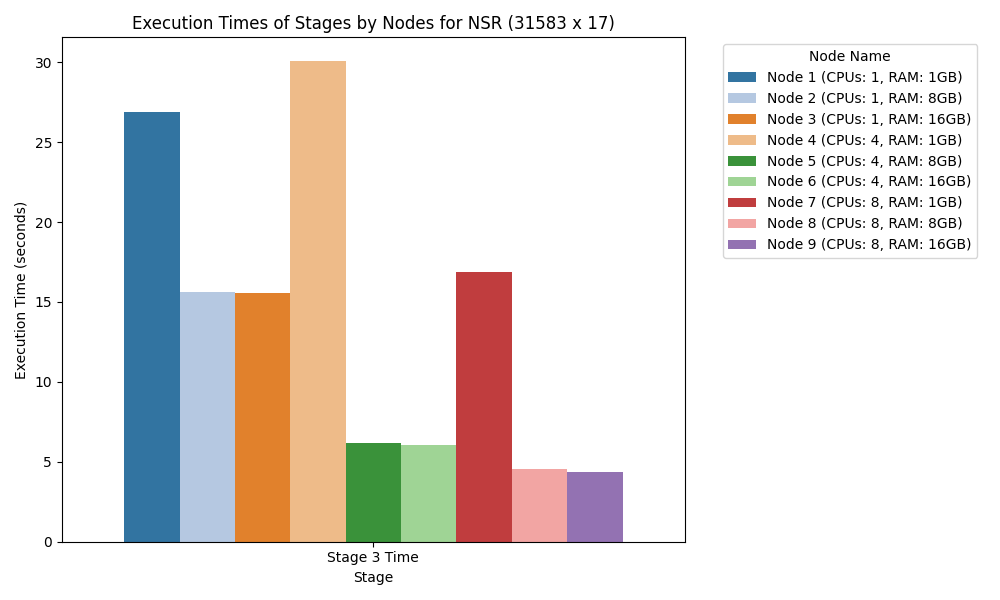 Execution Times of Stages by Nodes for NSR (31583 x 17)
Execution Time (seconds)
30
25
20
15
10
5
0
Stage 3 Time
Stage
Node Name
Node 1 (CPUs: 1, RAM: 1GB)
Node 2 (CPUs: 1, RAM: 8GB)
Node 3 (CPUs: 1, RAM: 16GB)
Node 4 (CPUs: 4, RAM: 1GB)
Node 5 (CPUs: 4, RAM: 8GB)
Node 6 (CPUs: 4, RAM: 16GB)
Node 7 (CPUs: 8, RAM: 1GB)
Node 8 (CPUs: 8, RAM: 8GB)
Node 9 (CPUs: 8, RAM: 16GB)